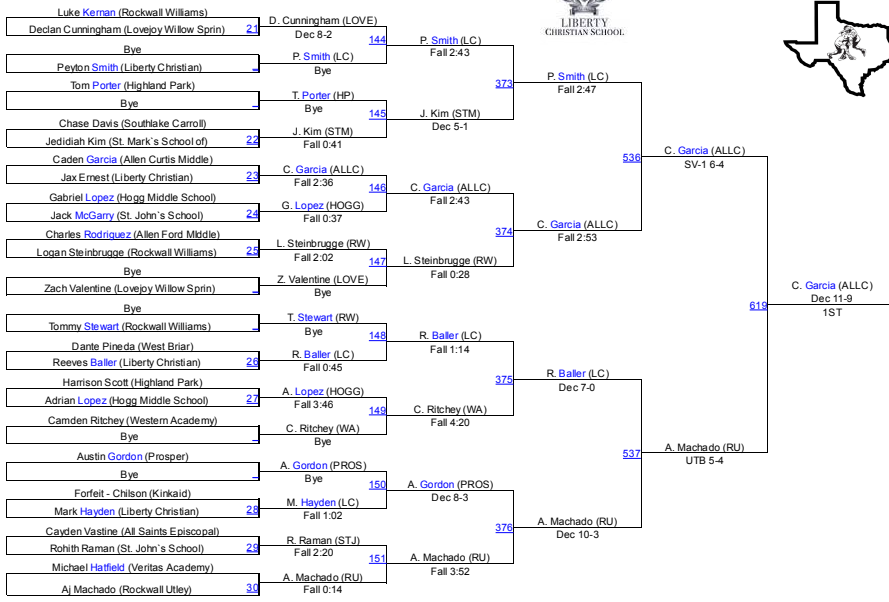 Luke Kernan (Rockwall Williams)
Declan Cunningham (Lovejoy Willow Sprin) 21
Bye
Peyton Smith (Liberty Christian)
Tom Porter (Highland Park)
Bye
Chase Davis (Southlake Carroll)
Jedidiah Kim (St. Mark`s School of) 22
Caden Garcia (Allen Curtis Middle)
Jax Ernest (Liberty Christian) 23
Gabriel Lopez (Hogg Middle School)
Jack McGarry (St. John`s School) 24
Charles Rodriguez (Allen Ford MIddle)
Logan Steinbrugge (Rockwall Williams) 25
Bye
Zach Valentine (Lovejoy Willow Sprin)
Bye
Tommy Stewart (Rockwall Williams)
Dante Pineda (West Briar)
Reeves Baller (Liberty Christian) 26
Harrison Scott (Highland Park)
Adrian Lopez (Hogg Middle School) 27
Camden Ritchey (Western Academy)
Bye
Austin Gordon (Prosper)
Bye
Forfeit - Chilson (Kinkaid)
Mark Hayden (Liberty Christian) 28
Cayden Vastine (All Saints Episcopal)
Rohith Raman (St. John`s School) 29
Michael Hatfield (Veritas Academy)
Aj Machado (Rockwall Utley) 30
D. Cunningham (LOVE)
Dec 8-2
144
P. Smith (LC)
Bye
T. Porter (HP)
Bye
145
J. Kim (STM)
Fall 0:41
C. Garcia (ALLC)
Fall 2:36
146
G. Lopez (HOGG)
Fall 0:37
L. Steinbrugge (RW)
Fall 2:02
147
Z. Valentine (LOVE)
Bye
T. Stewart (RW)
Bye
148
R. Baller (LC)
Fall 0:45
A. Lopez (HOGG)
Fall 3:46
149
C. Ritchey (WA)
Bye
A. Gordon (PROS)
Bye
150
M. Hayden (LC)
Fall 1:02
R. Raman (STJ)
Fall 2:20
151
A. Machado (RU)
Fall 0:14
P. Smith (LC)
Fall 2:43
373
J. Kim (STM)
Dec 5-1
C. Garcia (ALLC)
Fall 2:43
374
L. Steinbrugge (RW)
Fall 0:28
R. Baller (LC)
Fall 1:14
375
C. Ritchey (WA)
Fall 4:20
A. Gordon (PROS)
Dec 8-3
376
A. Machado (RU)
Fall 3:52
LIBERTY
CHRISTIAN SCHOOL
P. Smith (LC)
Fall 2:47
536
C. Garcia (ALLC)
Fall 2:53
R. Baller (LC)
Dec 7-0
537
A. Machado (RU)
Dec 10-3
C. Garcia (ALLC)
SV-1 6-4
619
A. Machado (RU)
UTB 5-4
C. Garcia (ALLC)
Dec 11-9
1ST